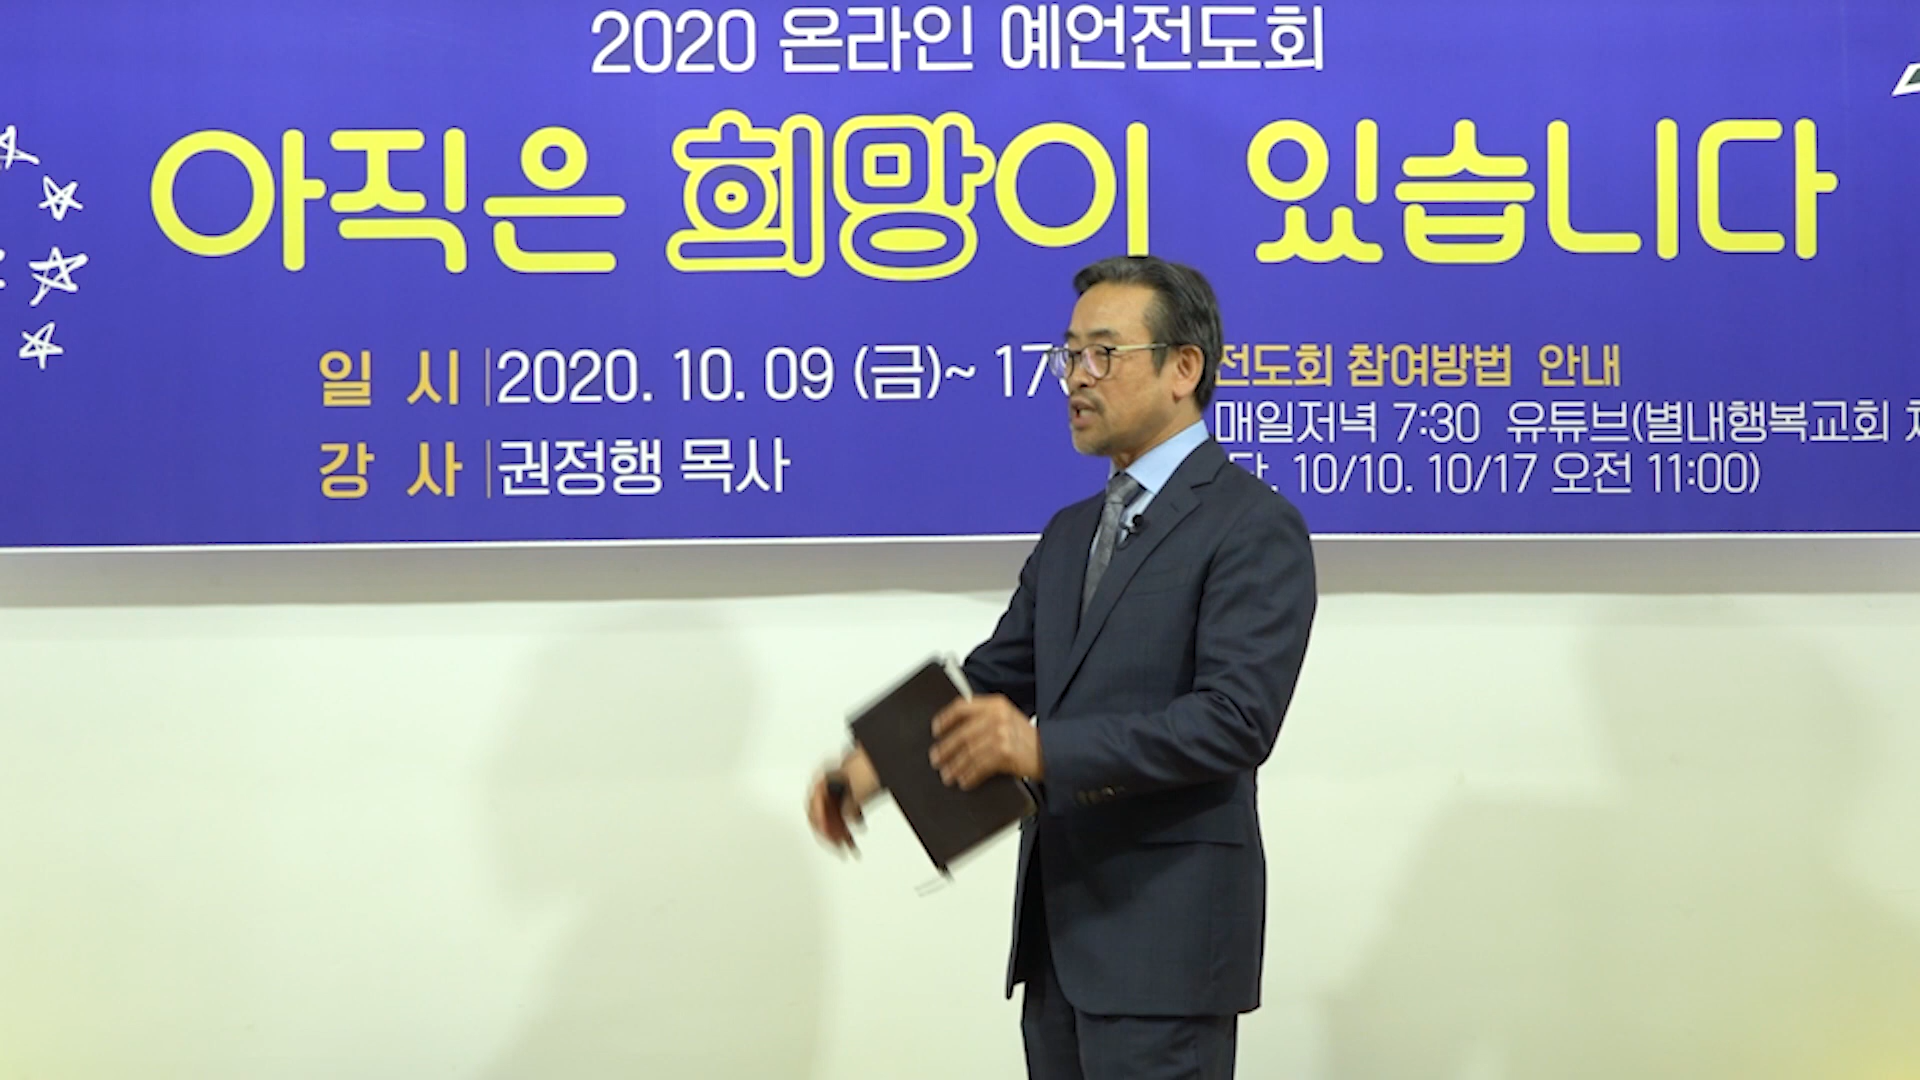 2020 온라인 예언전도회
아직은 희망이 있습니다
일 시 2020. 10. 09 (금)~ 17
강 사 권정행 목사
전도회 참여방법 안내
매일저녁 7:30 유튜브(별내행복교회
10/10. 10/17 오전 11:00)